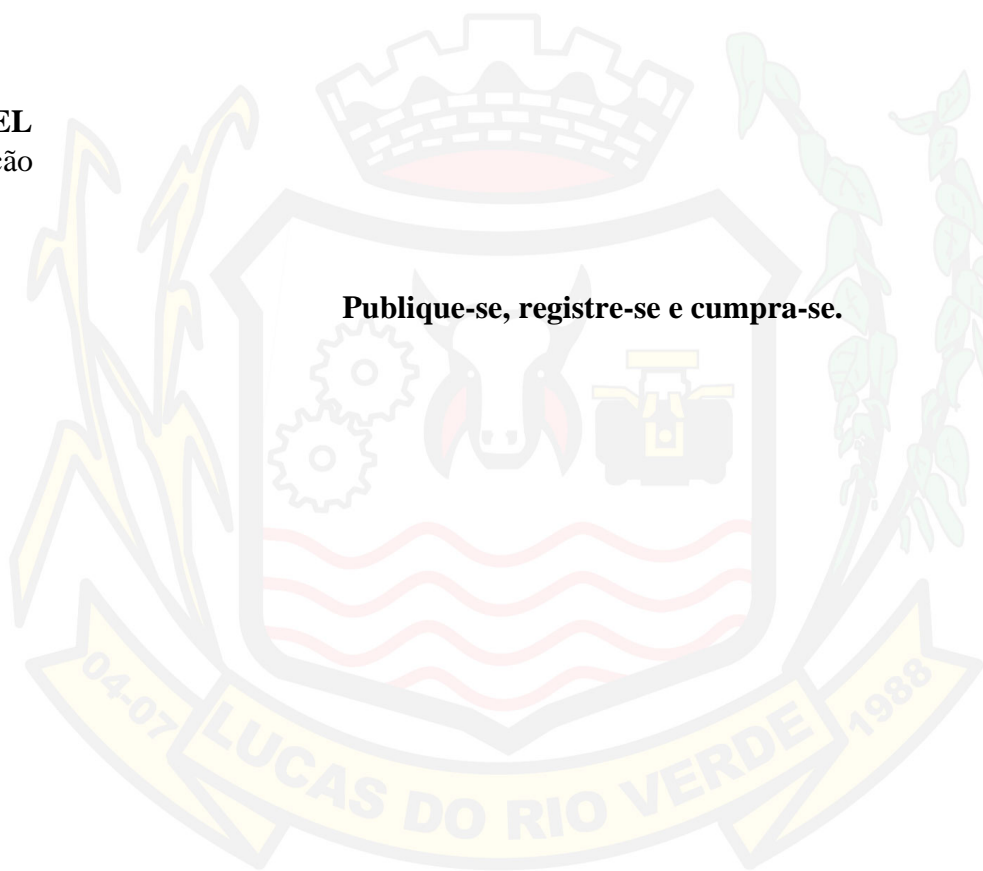 EL
ção
Publique-se, registre-se e cumpra-se.
04-07
LUCAS DO RIO VERDE
1988